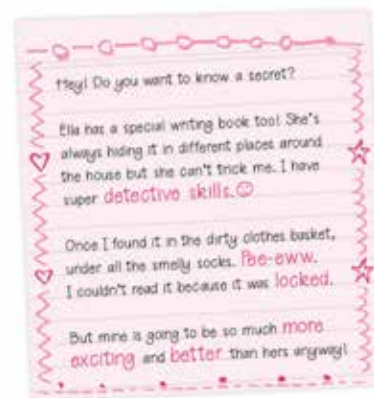 Hey! Do you want to know a secret?
Ella has a special writing book too! She's
always hiding it in different places around
the house but she can't trick me. I have
super detective skills.☺
Once I found it in the dirty clothes basket,
under all the smelly socks. Pee-eww.
I couldn't read it because it was locked.
But mine is going to be so much more
exciting and better than hers anyway!